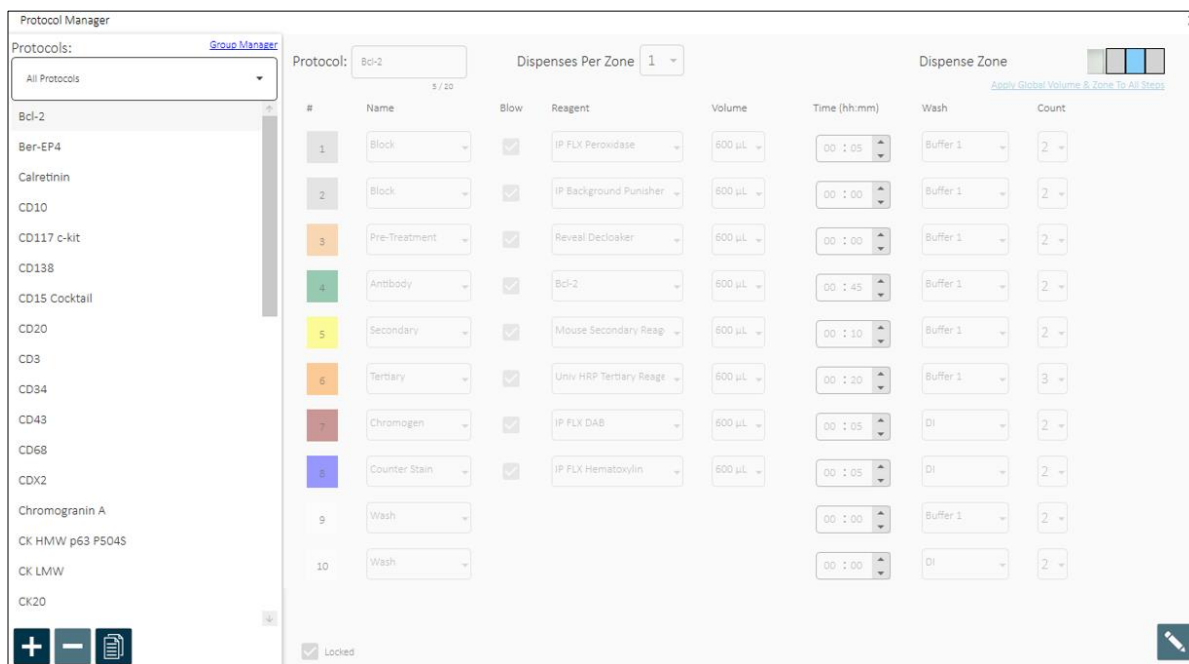 Protocol Manager
Protocols:
Group Manager
All Protocols
Bcl-2
Ber-EP4
Calretinin
CD10
CD117 c-kit
CD138
CD15 Cocktail
CD20
CD3
CD34
CD43
CD68
CDX2
Chromogranin A
CK HMW p63 P504S
CK LMW
CK20
Protocol: Bcl-2
5 / 20
Dispenses Per Zone 1
Dispense Zone
Apply Global Volume & Zone To All Steps
# Name Blow Reagent Volume Time (hh:mm) Wash Count
1 Block IP FLX Peroxidase 600 µL 00 : 05 Buffer 1 2
2 Block IP Background Punisher 600 µL 00 : 00 Buffer 1 2
3 Pre-Treatment Reveal Decloaker 600 µL 00 : 00 Buffer 1 2
4 Antibody Bcl-2 600 µL 00 : 45 Buffer 1 2
5 Secondary Mouse Secondary Reag 600 µL 00 : 10 Buffer 1 2
6 Tertiary Univ HRP Tertiary Reage 600 µL 00 : 20 Buffer 1 3
7 Chromogen IP FLX DAB 600 µL 00 : 05 DI 2
8 Counter Stain IP FLX Hematoxylin 600 µL 00 : 05 DI 2
9 Wash 00 : 00 Buffer 1 2
10 Wash 00 : 00 DI 2
Locked